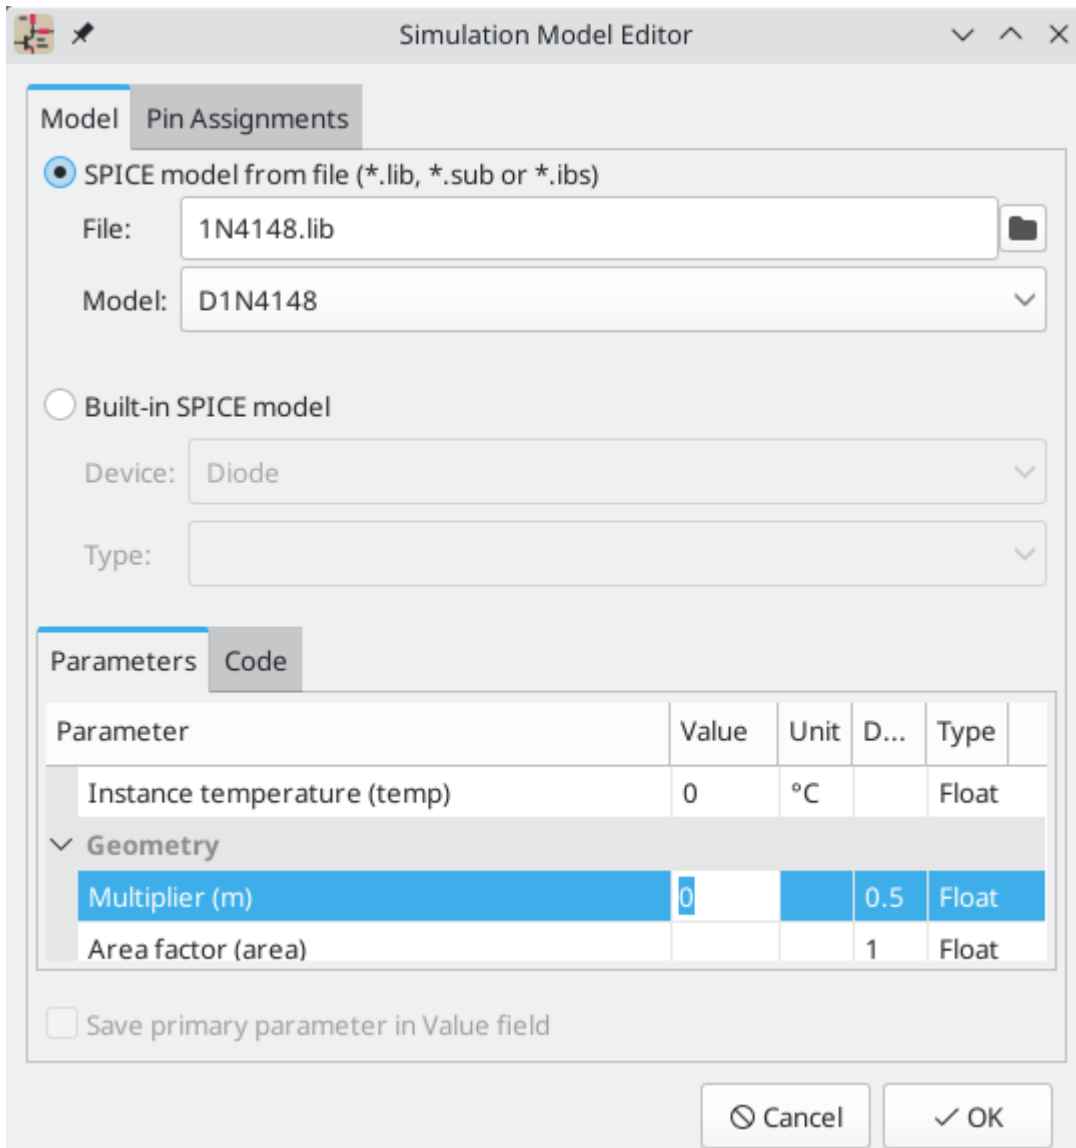 Simulation Model Editor
Model Pin Assignments
SPICE model from file (*.lib, *.sub or *.ibs)
File: 1N4148.lib
Model: D1N4148
Built-in SPICE model
Device: Diode
Type:
Parameters Code
Parameter Value Unit D... Type
Instance temperature (temp) 0 °C Float
Geometry
Multiplier (m) 0 0.5 Float
Area factor (area) 1 Float
Save primary parameter in Value field
Cancel OK